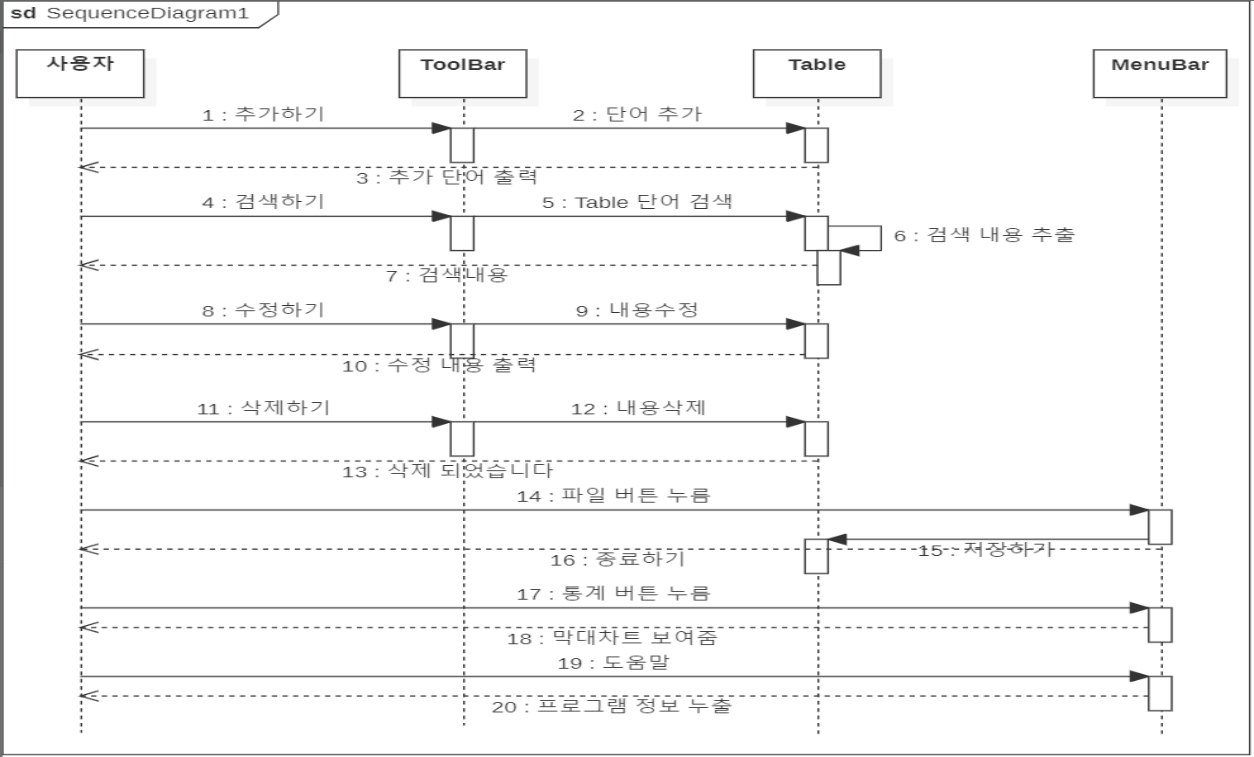 sd SequenceDiagram1
사용자
ToolBar
Table
MenuBar
1 : 추가하기
2 : 단어 추가
3 : 추가 단어 출력
4 : 검색하기
5 : Table 단어 검색
6 : 검색 내용 추출
7 : 검색내용
8 : 수정하기
9 : 내용수정
10 : 수정 내용 출력
11 : 삭제하기
12 : 내용삭제
13 : 삭제 되었습니다
14 : 파일 버튼 누름
15 : 저장하기
16 : 종료하기
17 : 통계 버튼 누름
18 : 막대차트 보여줌
19 : 도움말
20 : 프로그램 정보 누출